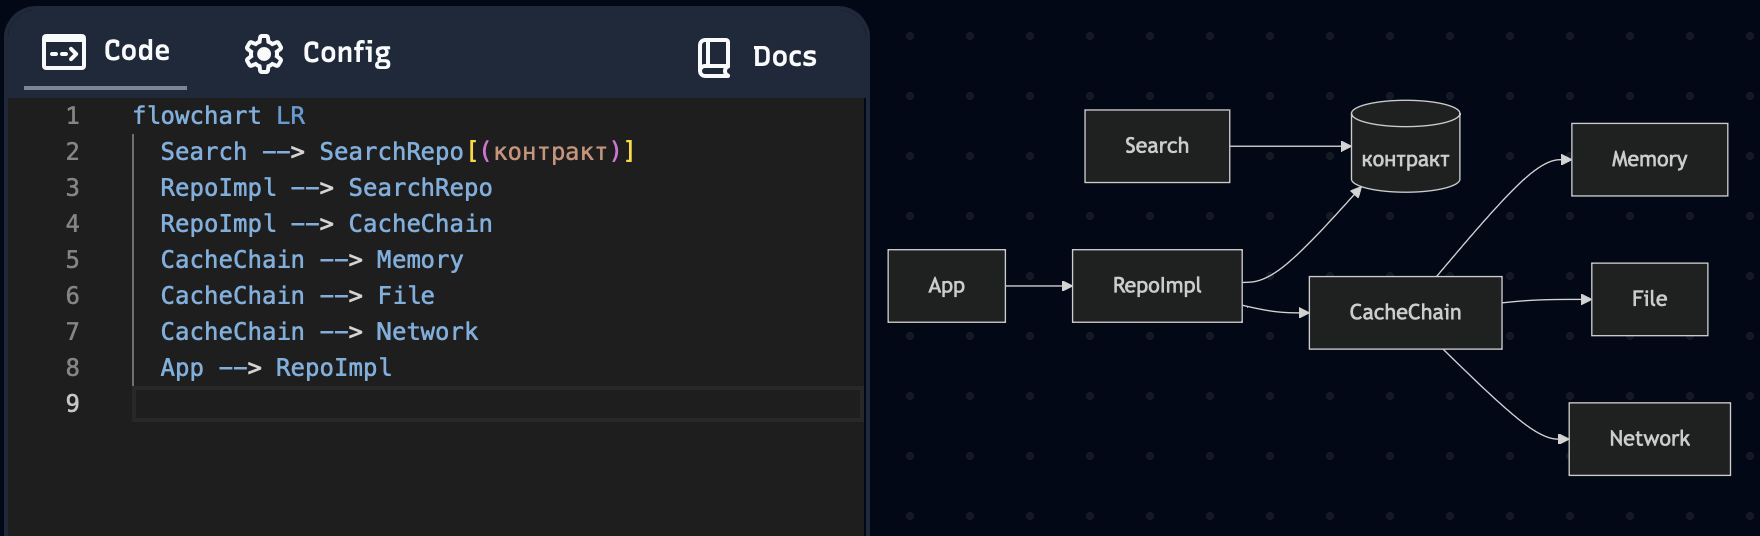 Code
Config
Docs
1 flowchart LR
2 Search --> SearchRepo[(контракт)]
3 RepoImpl --> SearchRepo
4 RepoImpl --> CacheChain
5 CacheChain --> Memory
6 CacheChain --> File
7 CacheChain --> Network
8 App --> RepoImpl
9
Search
контракт
Memory
App
RepoImpl
CacheChain
File
Network